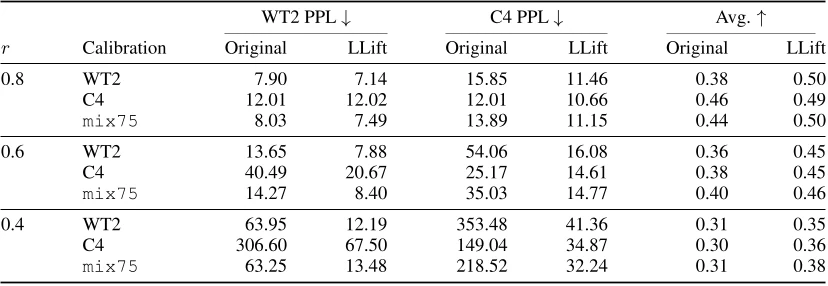 WT2 PPL ↓ C4 PPL ↓ Avg. ↑
r Calibration Original LLift Original LLift Original LLift
0.8 WT2 7.90 7.14 15.85 11.46 0.38 0.50
C4 12.01 12.02 12.01 10.66 0.46 0.49
mix75 8.03 7.49 13.89 11.15 0.44 0.50
0.6 WT2 13.65 7.88 54.06 16.08 0.36 0.45
C4 40.49 20.67 25.17 14.61 0.38 0.45
mix75 14.27 8.40 35.03 14.77 0.40 0.46
0.4 WT2 63.95 12.19 353.48 41.36 0.31 0.35
C4 306.60 67.50 149.04 34.87 0.30 0.36
mix75 63.25 13.48 218.52 32.24 0.31 0.38